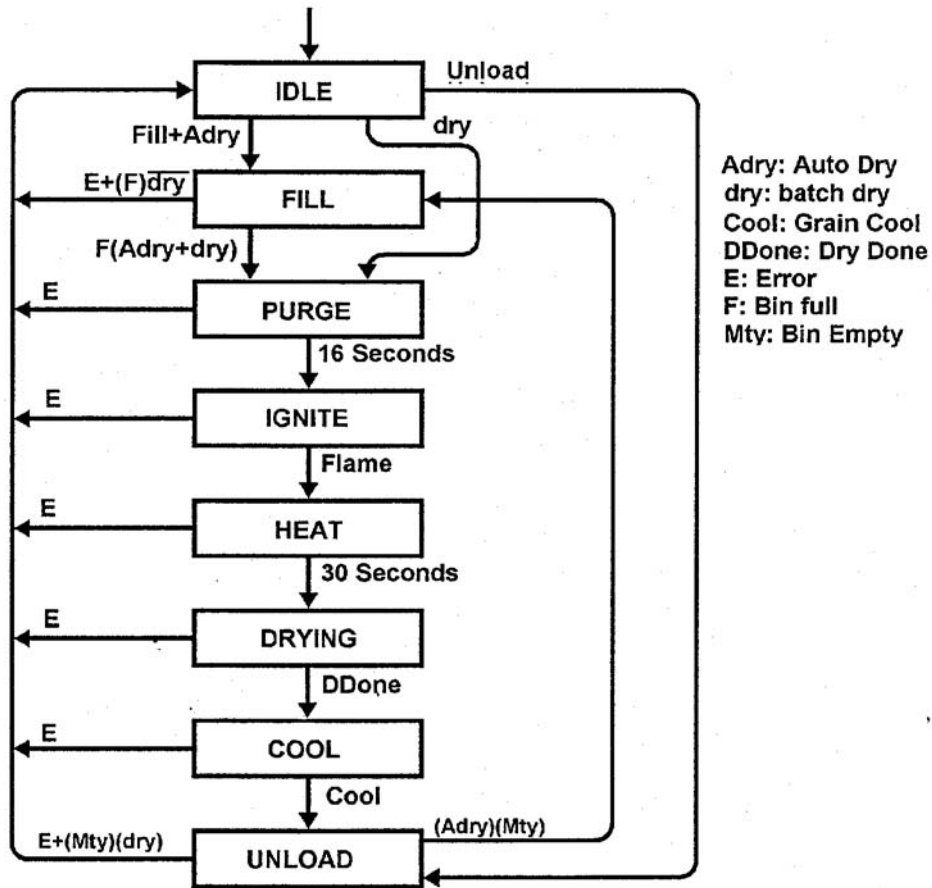 Unload
IDLE
Fill+Adry
dry
E+(F)d̅r̅y̅
FILL
F(Adry+dry)
E
PURGE
16 Seconds
E
IGNITE
Flame
E
HEAT
30 Seconds
E
DRYING
DDone
E
COOL
Cool
E+(Mty)(dry)
(Adry)(Mty)
UNLOAD
Adry: Auto Dry
dry: batch dry
Cool: Grain Cool
DDone: Dry Done
E: Error
F: Bin full
Mty: Bin Empty